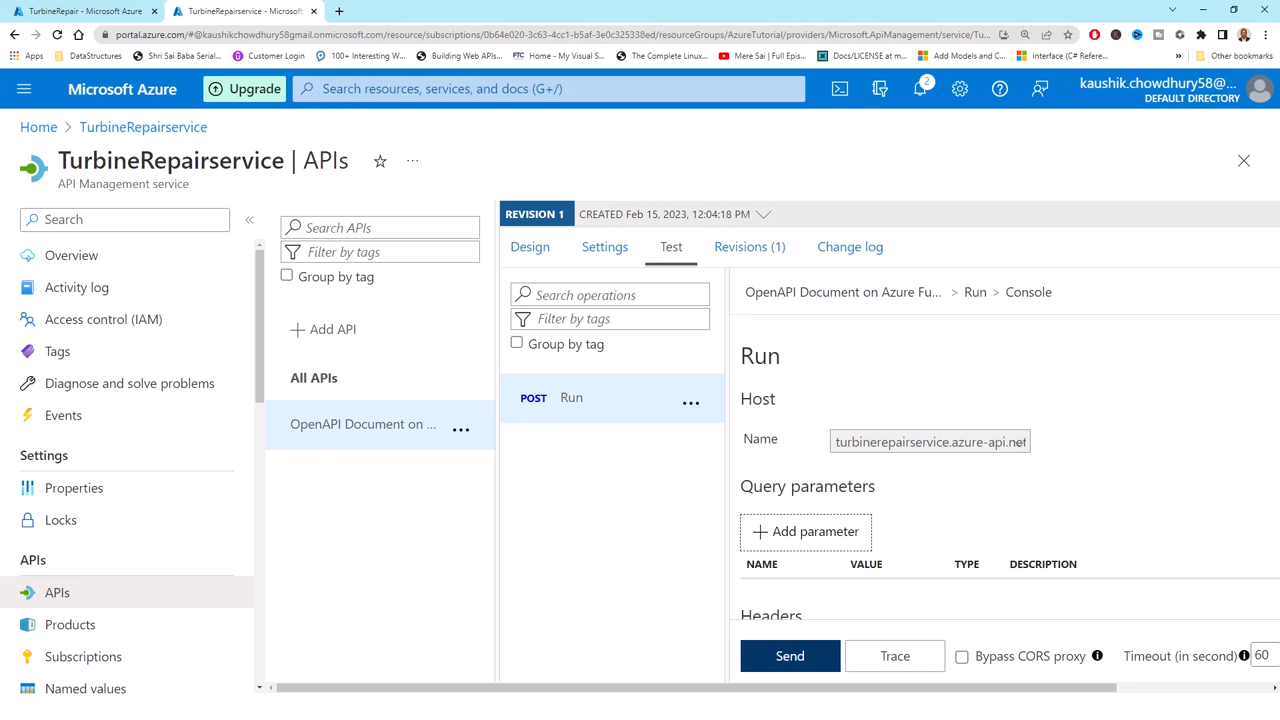 TurbineRepair - Microsoft Azure
TurbineRepairservice - Microsoft
portal.azure.com/#@kaushikchowdhury58gmail.onmicrosoft.com/resource/subscriptions/0b64e020-3c63-4cc1-b5af-3e0c325338ed/resourceGroups/AzureTutorial/providers/Microsoft.ApiManagement/service/Tu...
Apps
DataStructures
Shri Sai Baba Serial...
Customer Login
100+ Interesting W...
Building Web APIs...
FTC Home - My Visual S...
The Complete Linux...
Mere Sai | Full Epis...
Docs/LICENSE at m...
Add Models and C...
interface (C# Refere...
»
Other bookmarks
Microsoft Azure
Upgrade
Search resources, services, and docs (G+/)
2
kaushik.chowdhury58@...
DEFAULT DIRECTORY
Home > TurbineRepairservice
TurbineRepairservice | APIs
API Management service
Search
«
Overview
Activity log
Access control (IAM)
Tags
Diagnose and solve problems
Events
Settings
Properties
Locks
APIs
APIs
Products
Subscriptions
Named values
Search APIs
Filter by tags
Group by tag
+ Add API
All APIs
OpenAPI Document on ...
REVISION 1
CREATED Feb 15, 2023, 12:04:18 PM
Design
Settings
Test
Revisions (1)
Change log
Search operations
Filter by tags
Group by tag
POST Run
OpenAPI Document on Azure Fu... > Run > Console
Run
Host
Name
turbinerepairservice.azure-api.net
Query parameters
+ Add parameter
NAME VALUE TYPE DESCRIPTION
Headers
Send
Trace
Bypass CORS proxy
Timeout (in second)
60